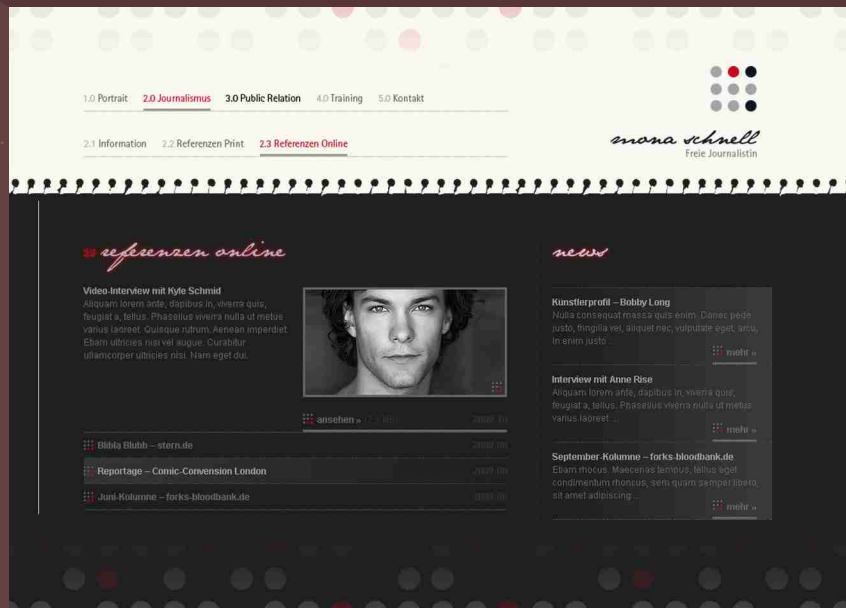 1.0 Portrait 2.0 Journalismus 3.0 Public Relation 4.0 Training 5.0 Kontakt
2.1 Information 2.2 Referenzen Print 2.3 Referenzen Online
mona schnell
Freie Journalistin
referenzen online
Video-Interview mit Kyle Schmid
Aliquam lorem ante, dapibus in, viverra quis,
feugiat a, tellus. Phasellus viverra nulla ut metus
varius laoreet. Quisque rutrum. Aenean imperdiet.
Etiam ultricies nisi vel augue. Curabitur
ullamcorper ultricies nisi. Nam eget dui.
ansehen »
Blibla Blubb – stern.de
Reportage – Comic-Convension London
Juni-Kolumne – forks-bloodbank.de
news
Künstlerprofil – Bobby Long
Nulla consequat massa quis enim. Donec pede
justo, fringilla vel, aliquet nec, vulputate eget, arcu,
In enim justo ...
mehr »
Interview mit Anne Rise
Aliquam lorem ante, dapibus in, viverra quis,
feugiat a, tellus. Phasellus viverra nulla ut metus
varius laoreet ...
mehr »
September-Kolumne – forks-bloodbank.de
Etiam rhocus. Maecenas tempus, tellus eget
condimentum rhoncus, sem quam semper libero,
sit amet adipiscing ...
mehr »